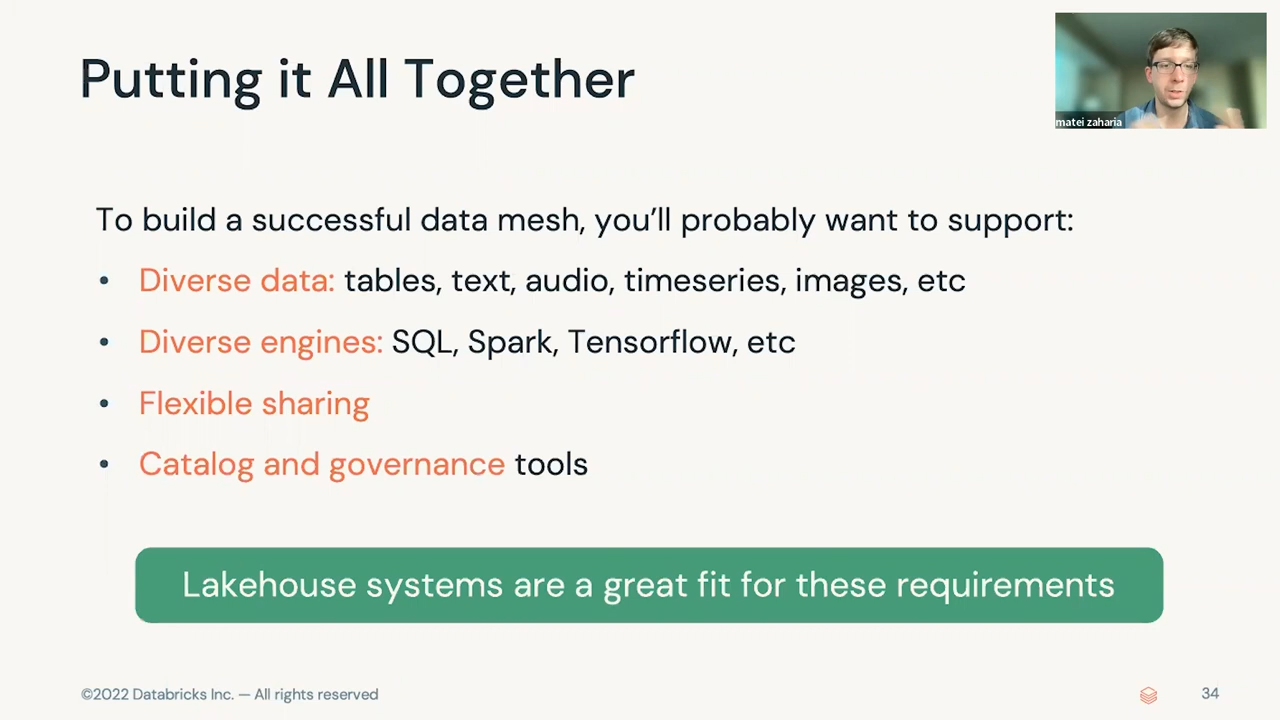 Putting it All Together
matei zaharia
To build a successful data mesh, you’ll probably want to support:
• Diverse data: tables, text, audio, timeseries, images, etc
• Diverse engines: SQL, Spark, Tensorflow, etc
• Flexible sharing
• Catalog and governance tools
Lakehouse systems are a great fit for these requirements
©2022 Databricks Inc. — All rights reserved
34